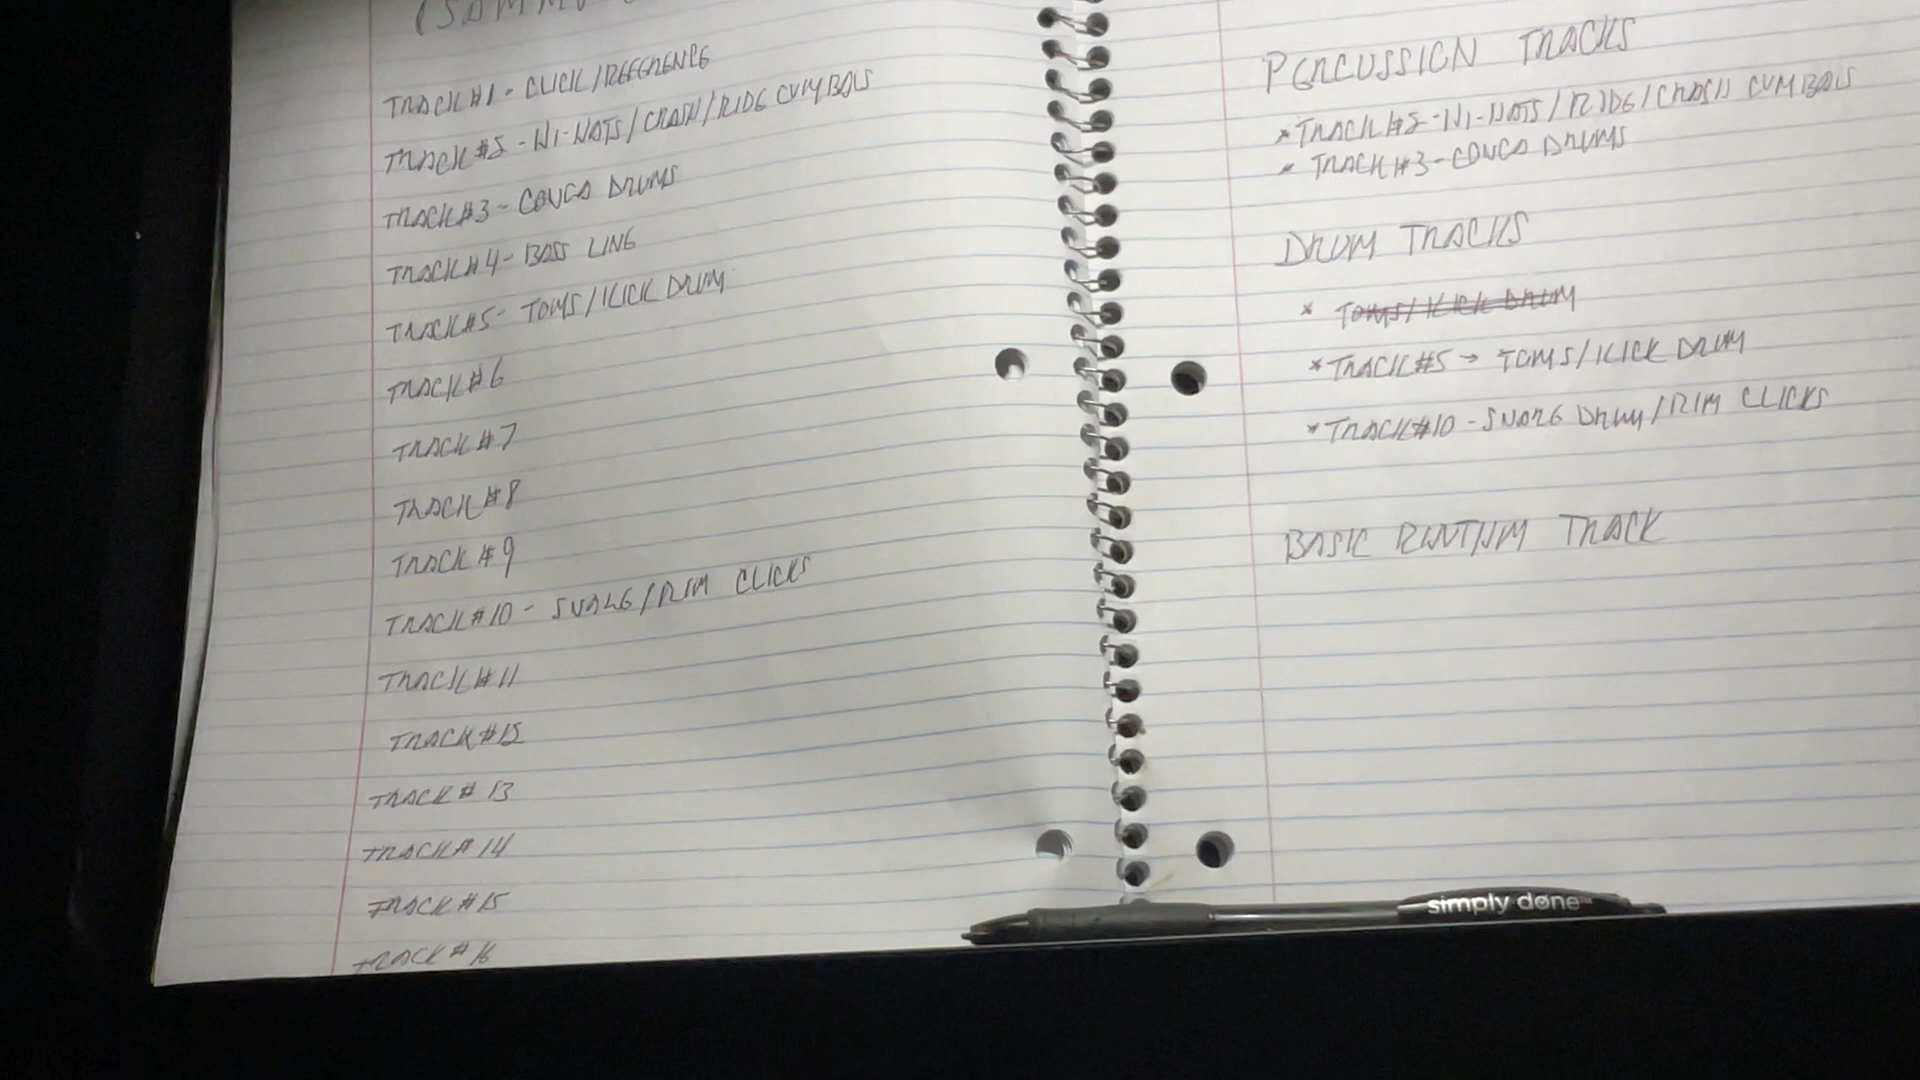 TRACK #1 - CLICK/REFERENCE
TRACK #2 - HI-HATS/CRASH/RIDE CYMBALS
TRACK #3 - CONGA DRUMS
TRACK #4 - BASS LINE
TRACK #5 - TOMS/KICK DRUM
TRACK #6
TRACK #7
TRACK #8
TRACK #9
TRACK #10 - SNARE/RIM CLICKS
TRACK #11
TRACK #12
TRACK #13
TRACK #14
TRACK #15
TRACK #16
PERCUSSION TRACKS
* TRACK #2 - HI-HATS/RIDE/CRASH CYMBALS
* TRACK #3 - CONGA DRUMS
DRUM TRACKS
* TOMS/KICK DRUM
* TRACK #5 → TOMS/KICK DRUM
* TRACK #10 - SNARE DRUM/RIM CLICKS
BASIC RHYTHM TRACK
simply done™